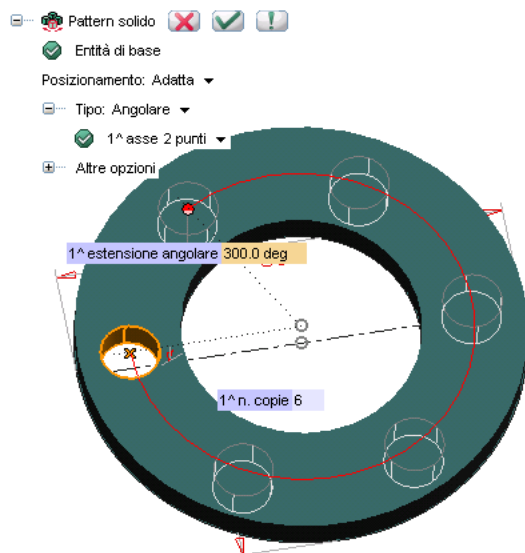 Pattern solido
Entità di base
Posizionamento: Adatta
Tipo: Angolare
1^ asse 2 punti
Altre opzioni
1^ estensione angolare 300.0 deg
1^ n. copie 6